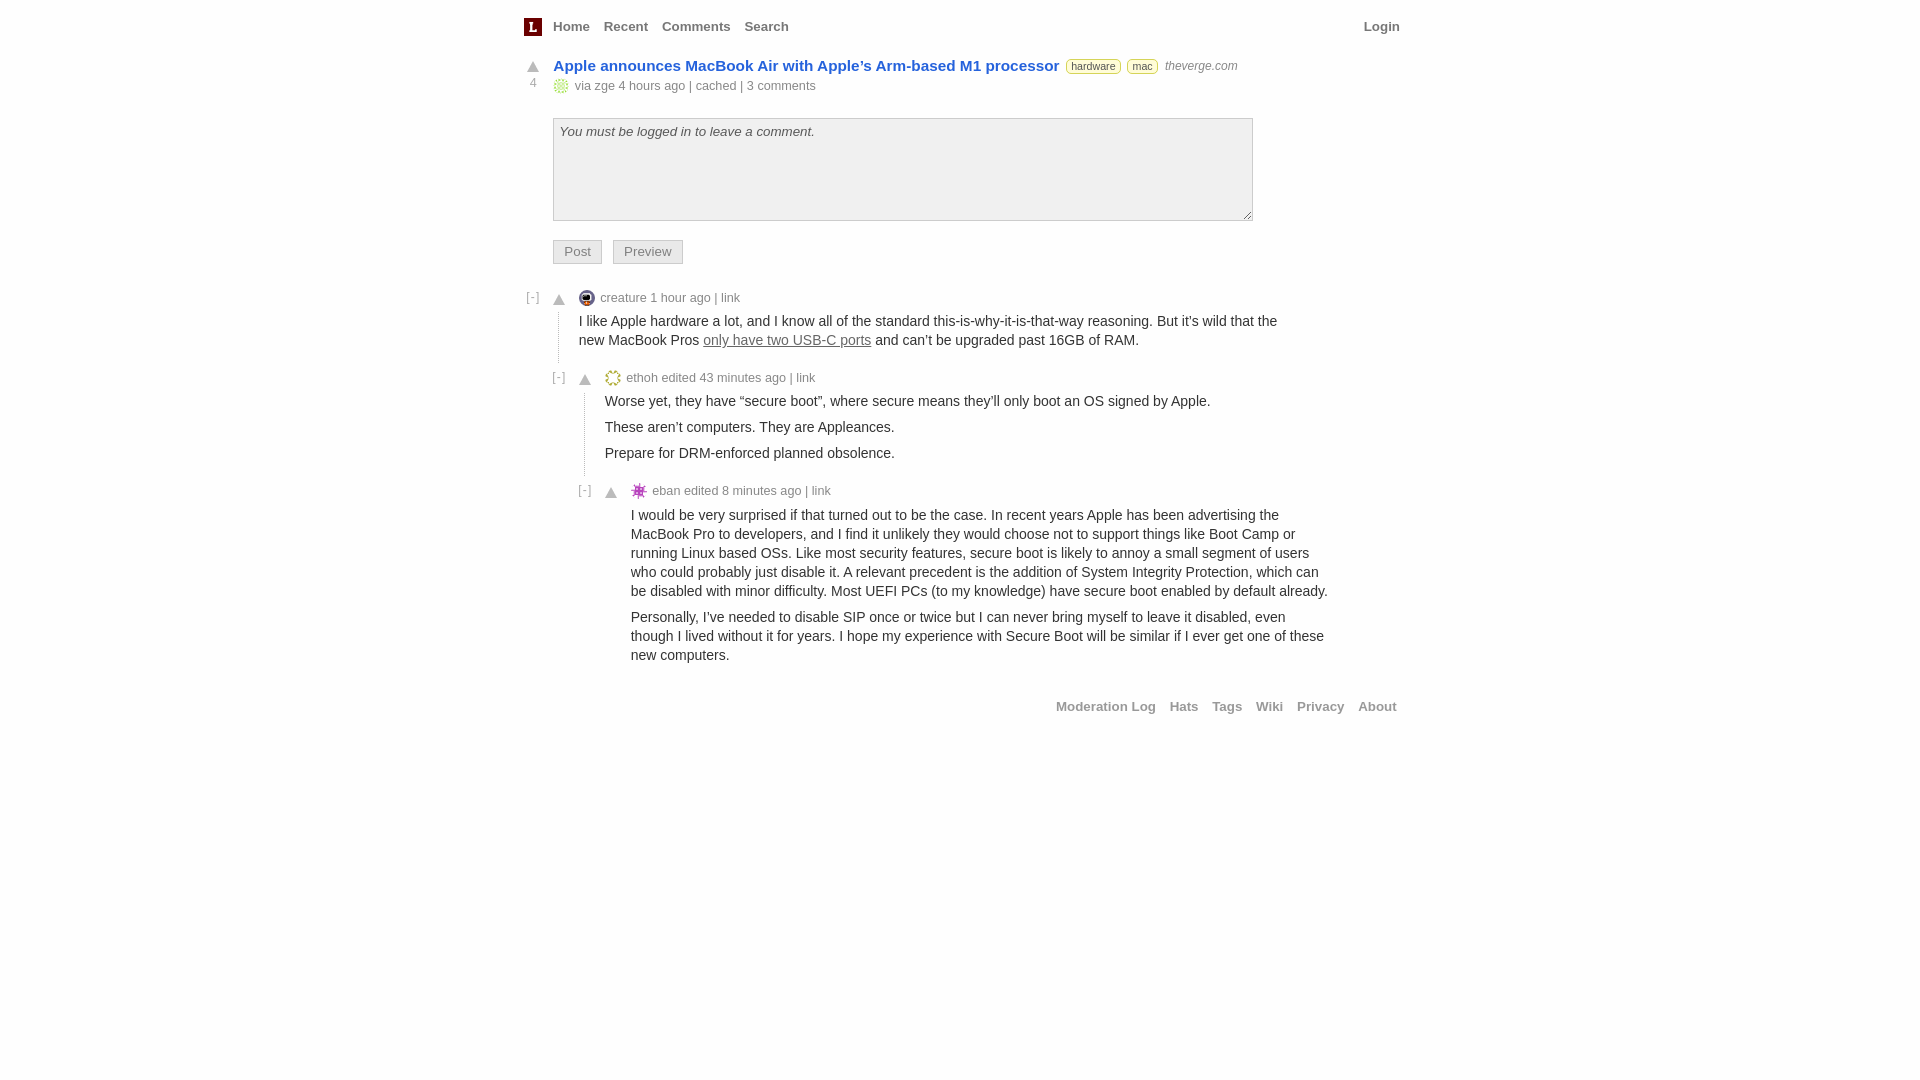 L Home Recent Comments Search Login
Apple announces MacBook Air with Apple’s Arm-based M1 processor hardware mac theverge.com
4
via zge 4 hours ago | cached | 3 comments
You must be logged in to leave a comment.
Post Preview
[-] creature 1 hour ago | link
I like Apple hardware a lot, and I know all of the standard this-is-why-it-is-that-way reasoning. But it’s wild that the
new MacBook Pros only have two USB-C ports and can’t be upgraded past 16GB of RAM.
[-] ethoh edited 43 minutes ago | link
Worse yet, they have “secure boot”, where secure means they’ll only boot an OS signed by Apple.
These aren’t computers. They are Appleances.
Prepare for DRM-enforced planned obsolence.
[-] eban edited 8 minutes ago | link
I would be very surprised if that turned out to be the case. In recent years Apple has been advertising the
MacBook Pro to developers, and I find it unlikely they would choose not to support things like Boot Camp or
running Linux based OSs. Like most security features, secure boot is likely to annoy a small segment of users
who could probably just disable it. A relevant precedent is the addition of System Integrity Protection, which can
be disabled with minor difficulty. Most UEFI PCs (to my knowledge) have secure boot enabled by default already.
Personally, I’ve needed to disable SIP once or twice but I can never bring myself to leave it disabled, even
though I lived without it for years. I hope my experience with Secure Boot will be similar if I ever get one of these
new computers.
Moderation Log Hats Tags Wiki Privacy About